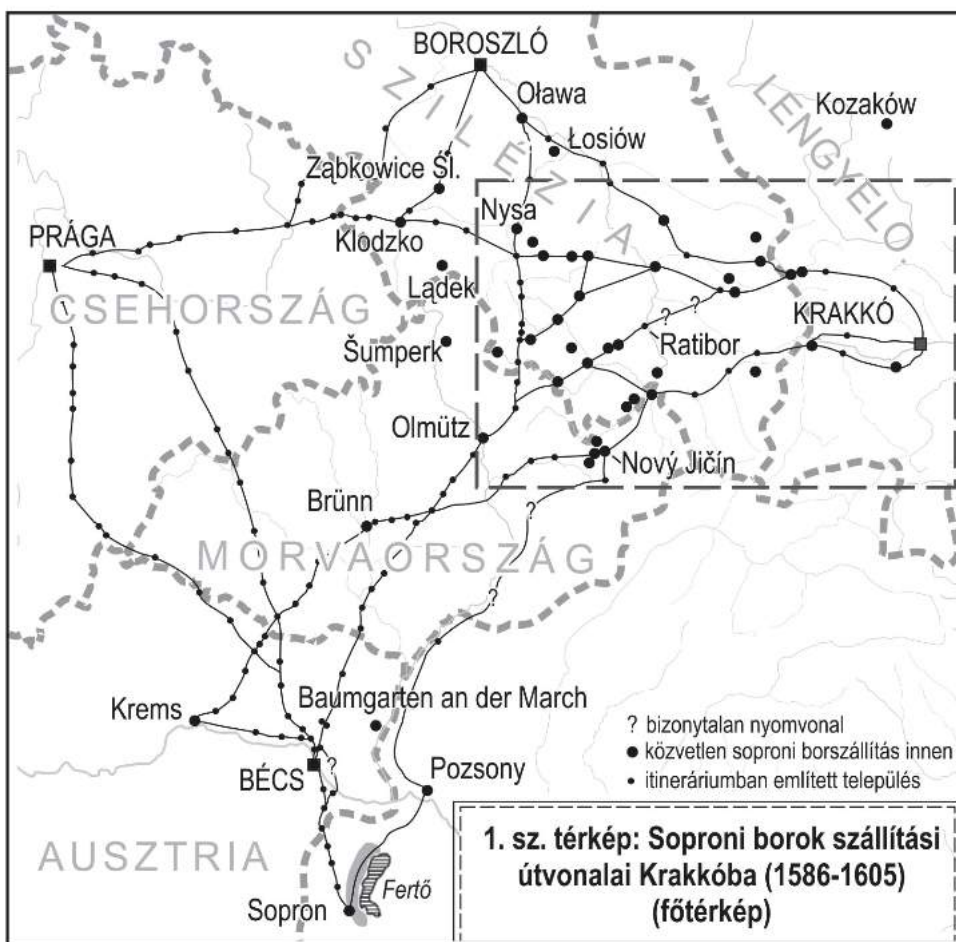 BOROSZLÓ
SZILÉZIA
LENGYELO.
Oława
Kozaków
Łosiów
Ząbkowice Śl.
Nysa
PRÁGA
Klodzko
Lądek
CSEHORSZÁG
KRAKKÓ
? ?
Ratibor
Šumperk
Olmütz
Nový Jičín
Brünn
?
MORVAORSZÁG
?
Krems
Baumgarten an der March
? bizonytalan nyomvonal
közvetlen soproni borszállítás innen
itineráriumban említett település
BÉCS
?
Pozsony
AUSZTRIA
Fertő
Sopron
1. sz. térkép: Soproni borok szállítási
útvonalai Krakkóba (1586-1605)
(főtérkép)